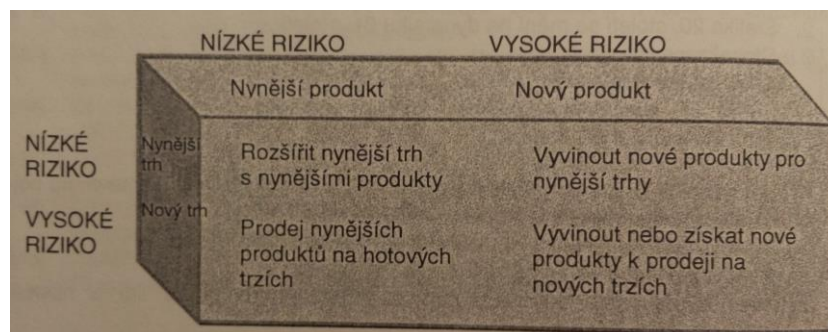 NÍZKÉ RIZIKO VYSOKÉ RIZIKO
Nynější produkt Nový produkt
NÍZKÉ
RIZIKO
Nynější
trh
Rozšířit nynější trh
s nynějšími produkty
Vyvinout nové produkty pro
nynější trhy
VYSOKÉ
RIZIKO
Nový trh
Prodej nynějších
produktů na hotových
trzích
Vyvinout nebo získat nové
produkty k prodeji na
nových trzích